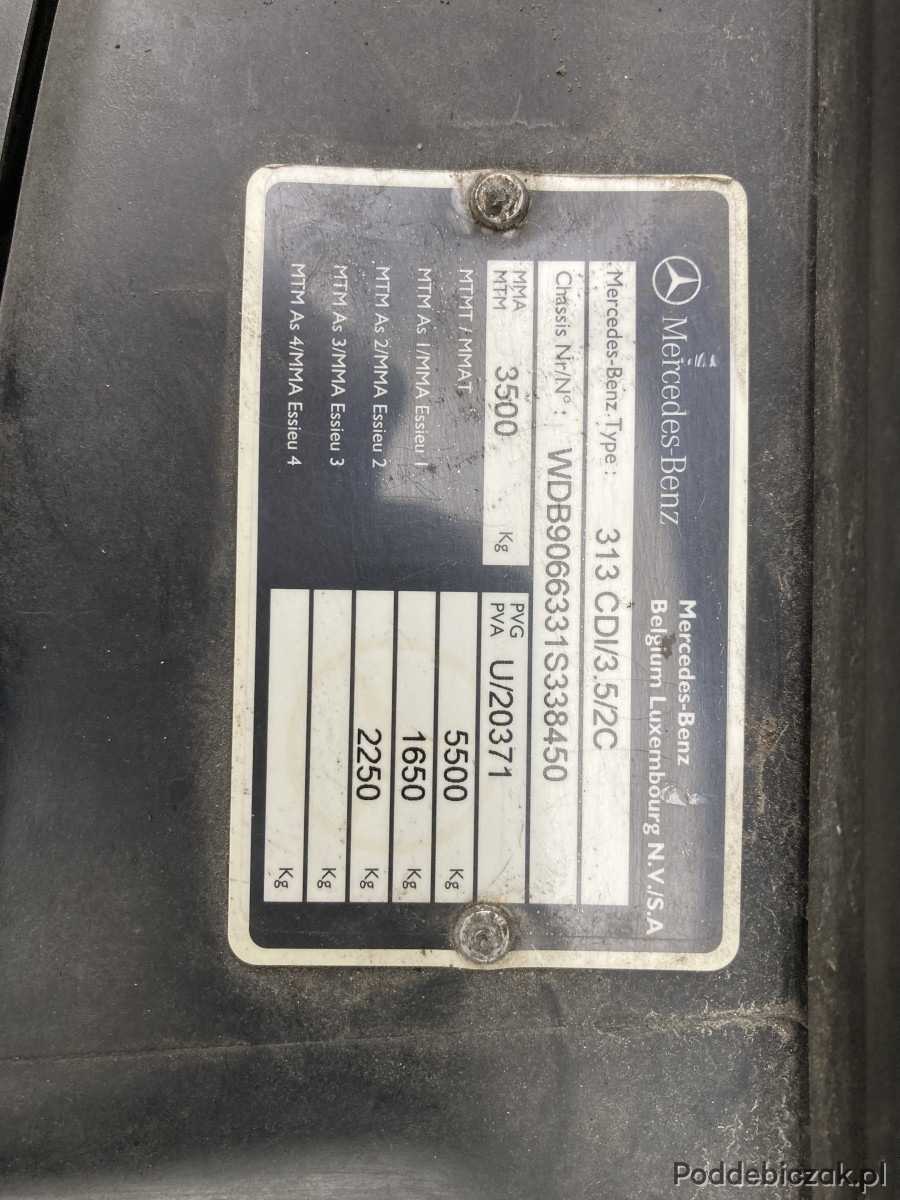 Mercedes-Benz
Mercedes-Benz
Belgium Luxembourg N.V./S.A
Mercedes-Benz Type : 313 CDI/3.5/2C
Chassis Nr/N° : WDB9066331S338450
MMA
MTM 3500 Kg
PVG
PVA U/20371
MTMT / MMAT 5500 Kg
MTM As 1/MMA Essieu 1 1650 Kg
MTM As 2/MMA Essieu 2 2250 Kg
MTM As 3/MMA Essieu 3 Kg
MTM As 4/MMA Essieu 4 Kg
Poddebiczak.pl